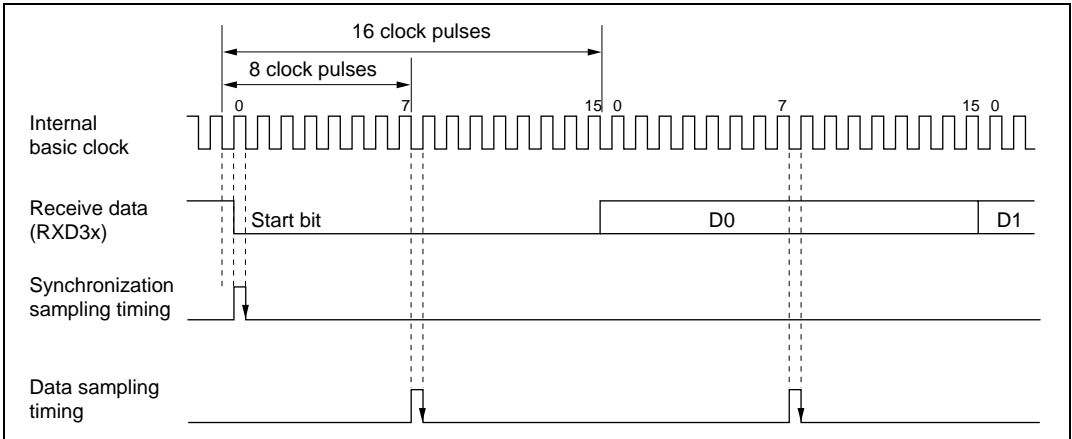 16 clock pulses
8 clock pulses
0 7 15 0 7 15 0
Internal
basic clock
Receive data
(RXD3x)
Start bit D0 D1
Synchronization
sampling timing
Data sampling
timing